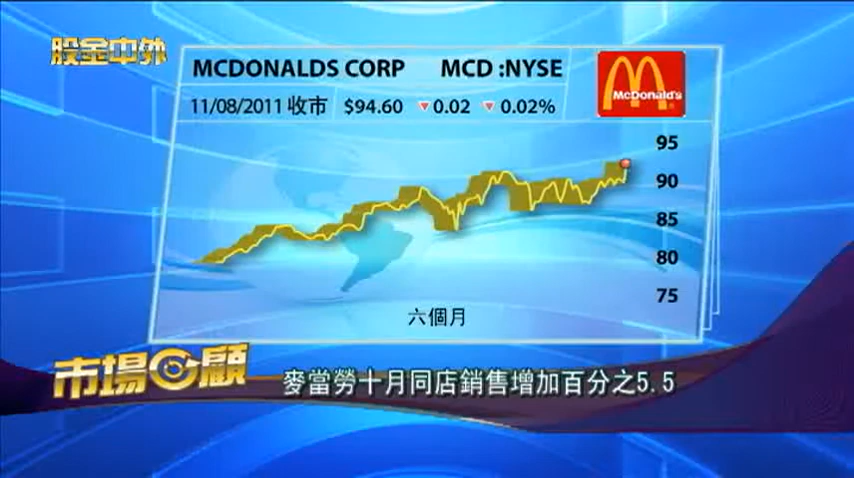 股金中外
MCDONALDS CORP MCD :NYSE
McDonald's
11/08/2011 收市 $94.60 ▼0.02 ▼0.02%
95
90
85
80
75
六個月
市場回顧
麥當勞十月同店銷售增加百分之5.5